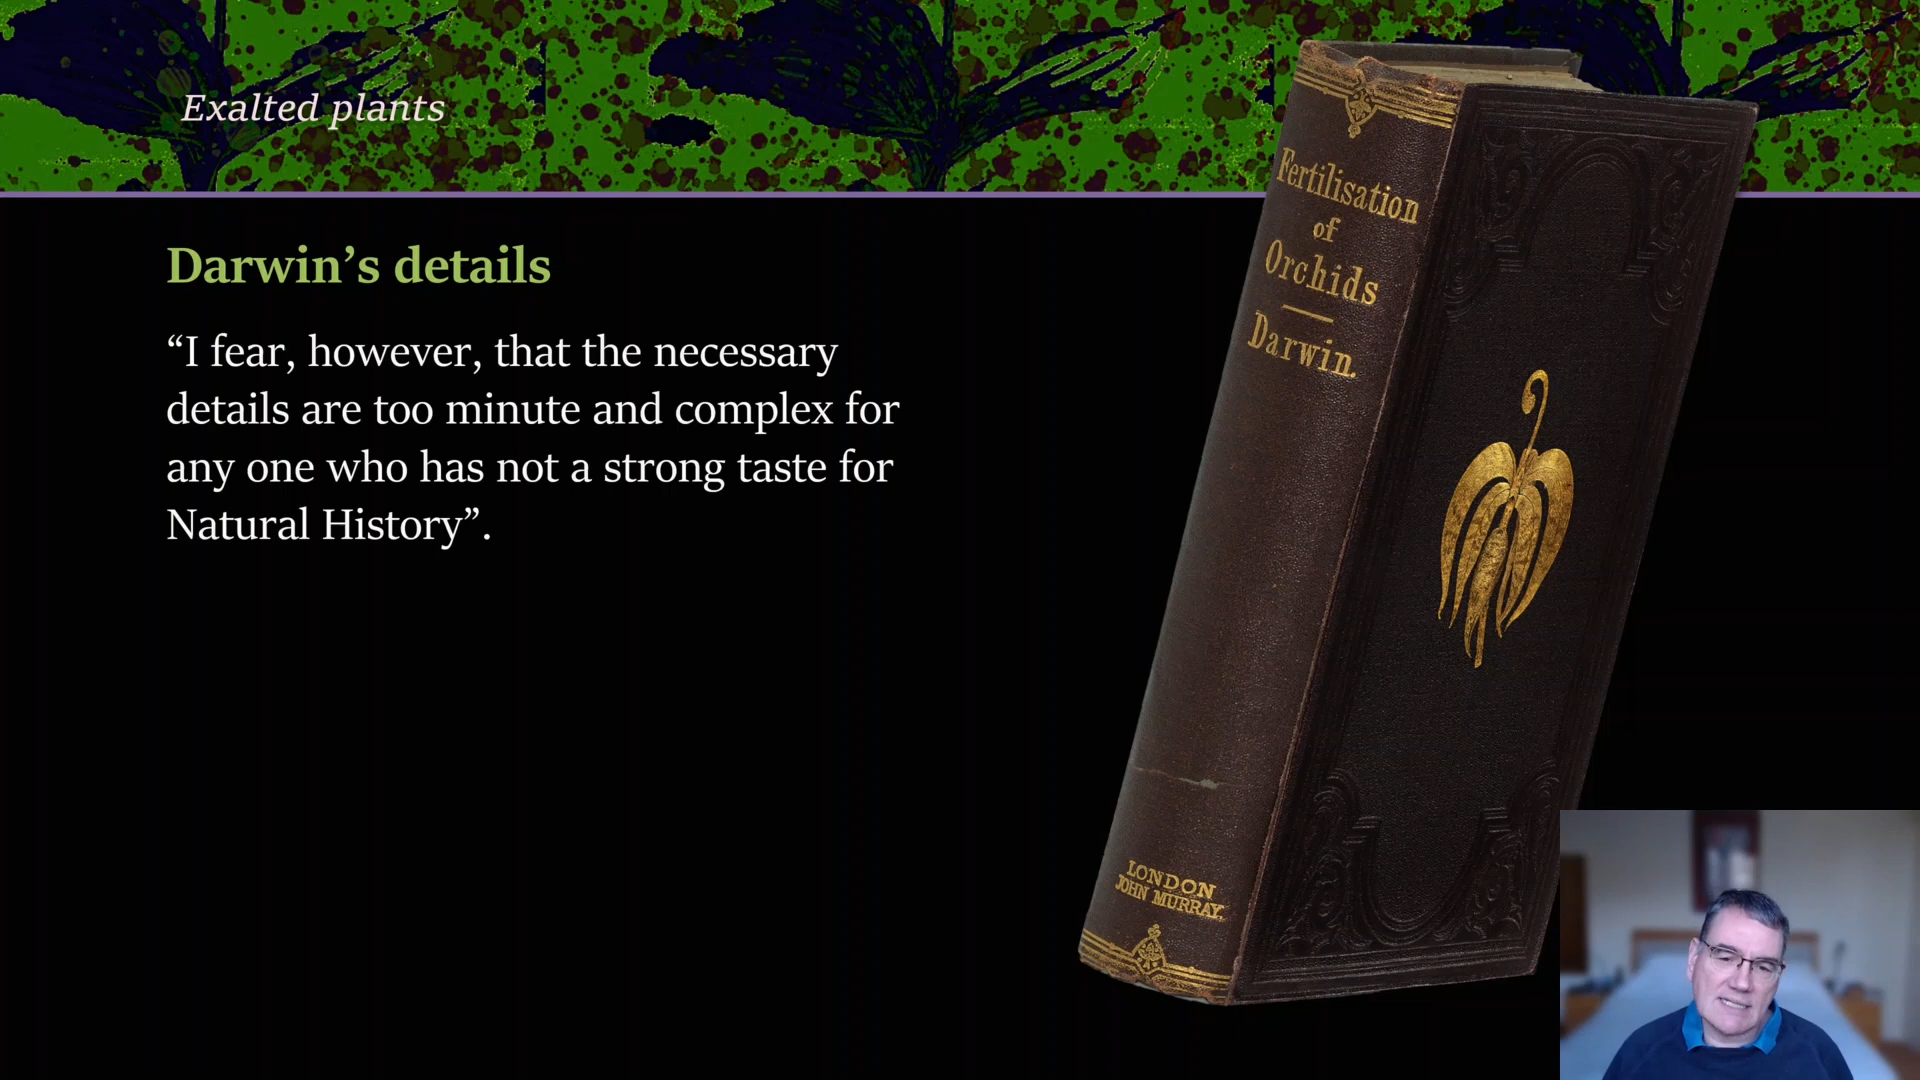 Exalted plants
Darwin’s details
“I fear, however, that the necessary
details are too minute and complex for
any one who has not a strong taste for
Natural History”.
Fertilisation
of
Orchids
Darwin.
LONDON
JOHN MURRAY.